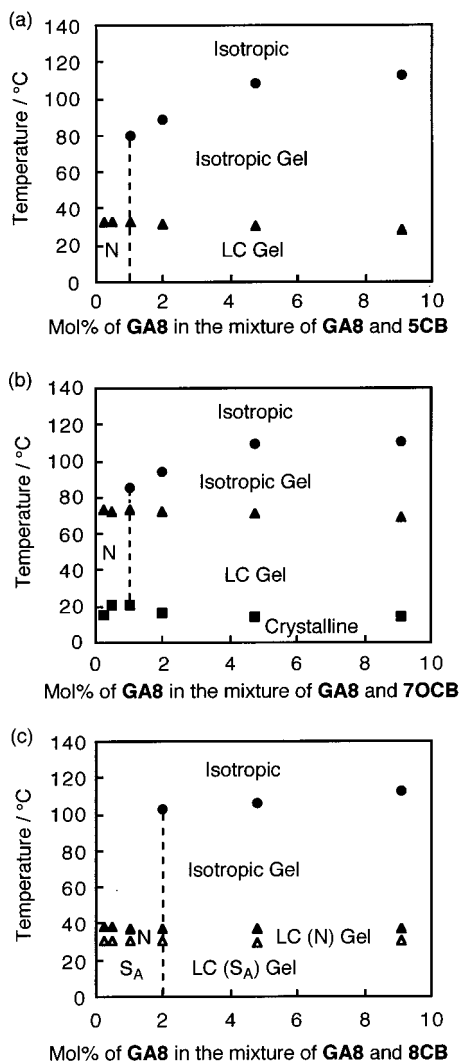 (a)
140
120
100
80
60
40
20
0
Temperature / °C
Isotropic
Isotropic Gel
N
LC Gel
0 2 4 6 8 10
Mol% of GA8 in the mixture of GA8 and 5CB
(b)
140
120
100
80
60
40
20
0
Temperature / °C
Isotropic
Isotropic Gel
N
LC Gel
Crystalline
0 2 4 6 8 10
Mol% of GA8 in the mixture of GA8 and 7OCB
(c)
140
120
100
80
60
40
20
0
Temperature / °C
Isotropic
Isotropic Gel
N
LC (N) Gel
SA
LC (SA) Gel
0 2 4 6 8 10
Mol% of GA8 in the mixture of GA8 and 8CB